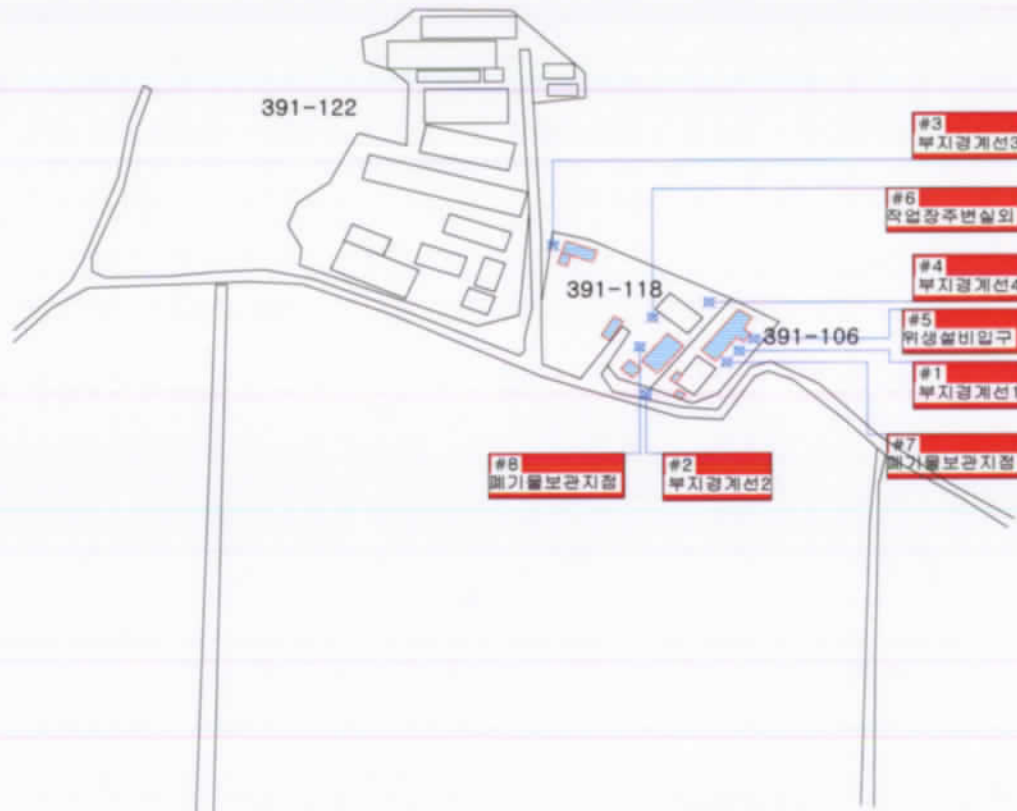 391-122
#3
부지경계선3
#6
작업장주변실외
#4
부지경계선4
391-118
#5
위생설비입구
391-106
#1
부지경계선1
#7
폐기물보관지점
#8
폐기물보관지점
#2
부지경계선2